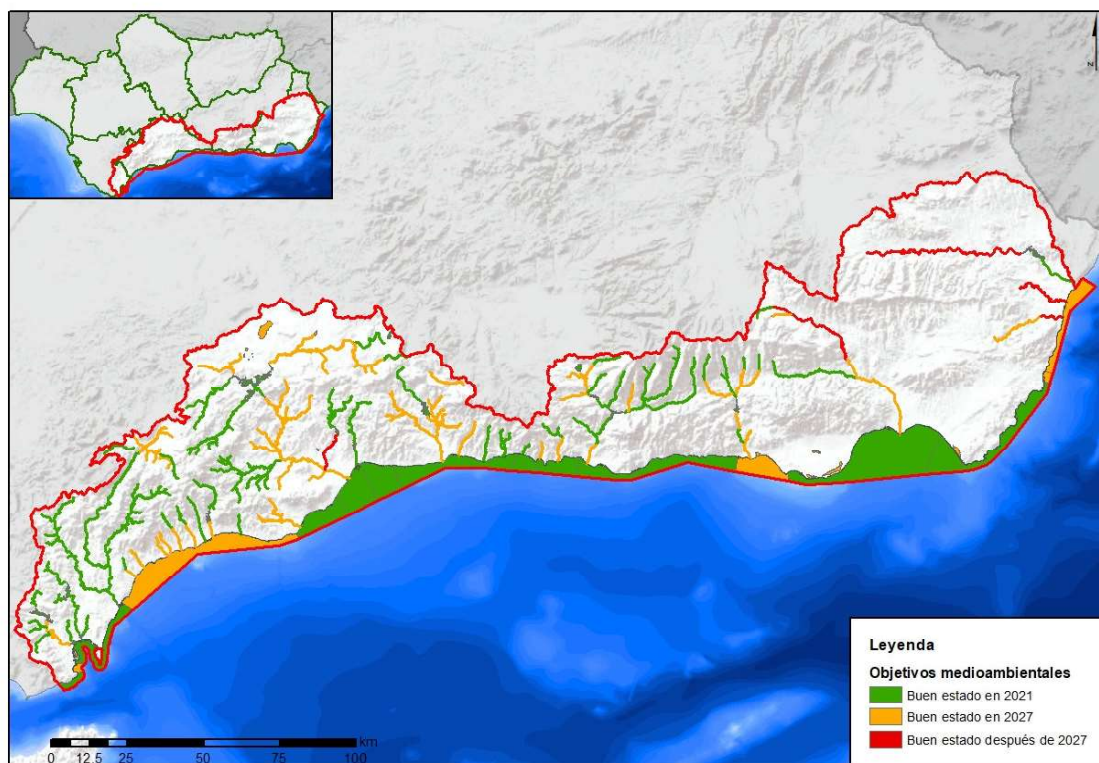 N
Leyenda
Objetivos medioambientales
Buen estado en 2021
Buen estado en 2027
Buen estado después de 2027
km
0 12.5 25 50 75 100